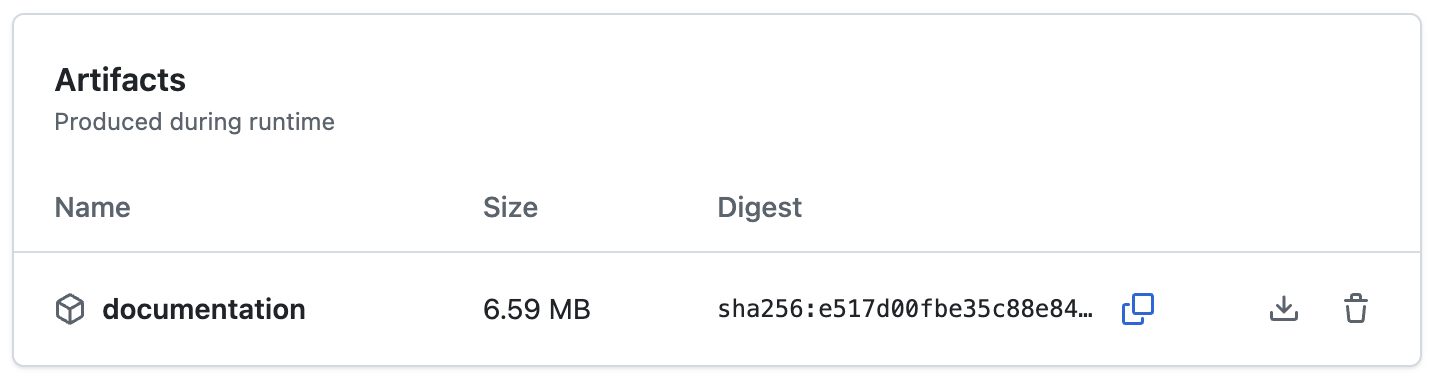 Artifacts
Produced during runtime
Name Size Digest
documentation 6.59 MB sha256:e517d00fbe35c88e84…